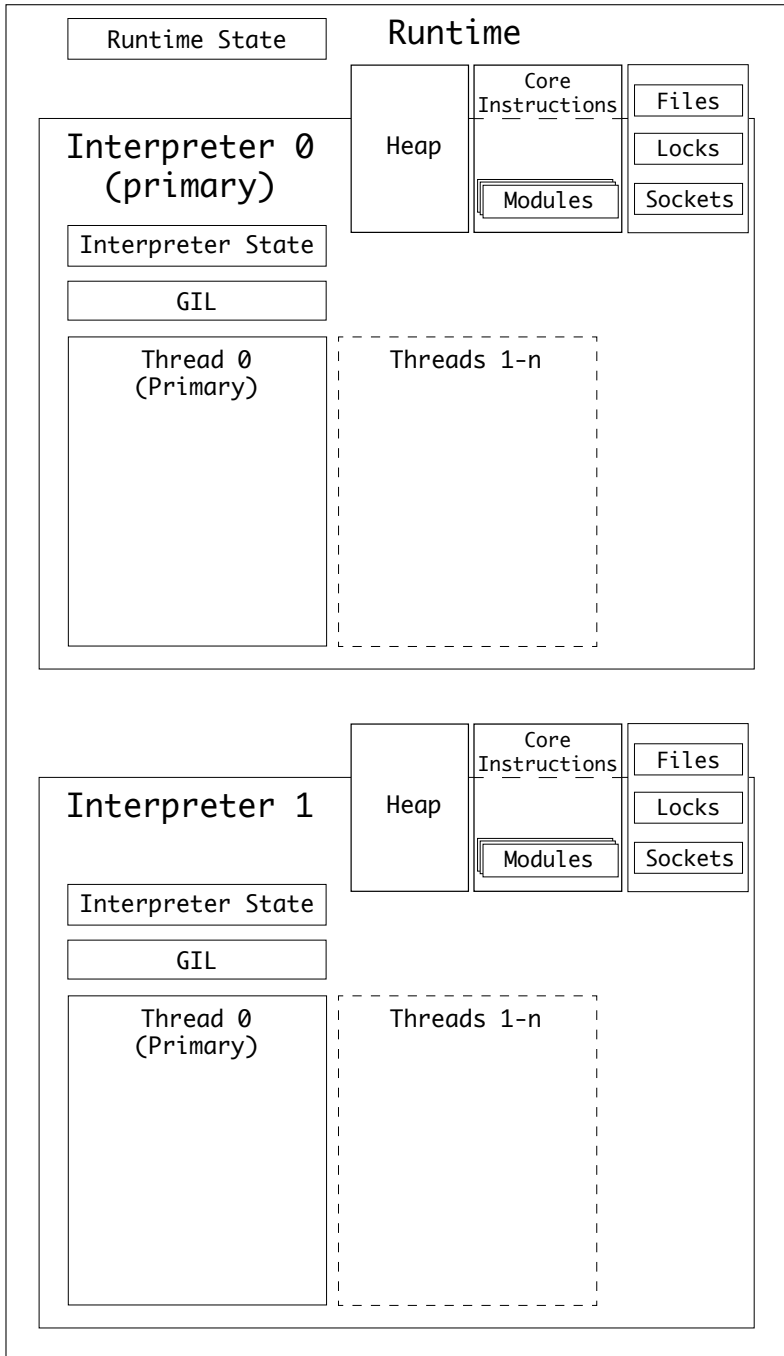 Runtime State
Runtime
Core
Instructions
Files
Interpreter 0
(primary)
Heap
Locks
Modules
Sockets
Interpreter State
GIL
Thread 0
(Primary)
Threads 1-n
Core
Instructions
Files
Interpreter 1
Heap
Locks
Modules
Sockets
Interpreter State
GIL
Thread 0
(Primary)
Threads 1-n